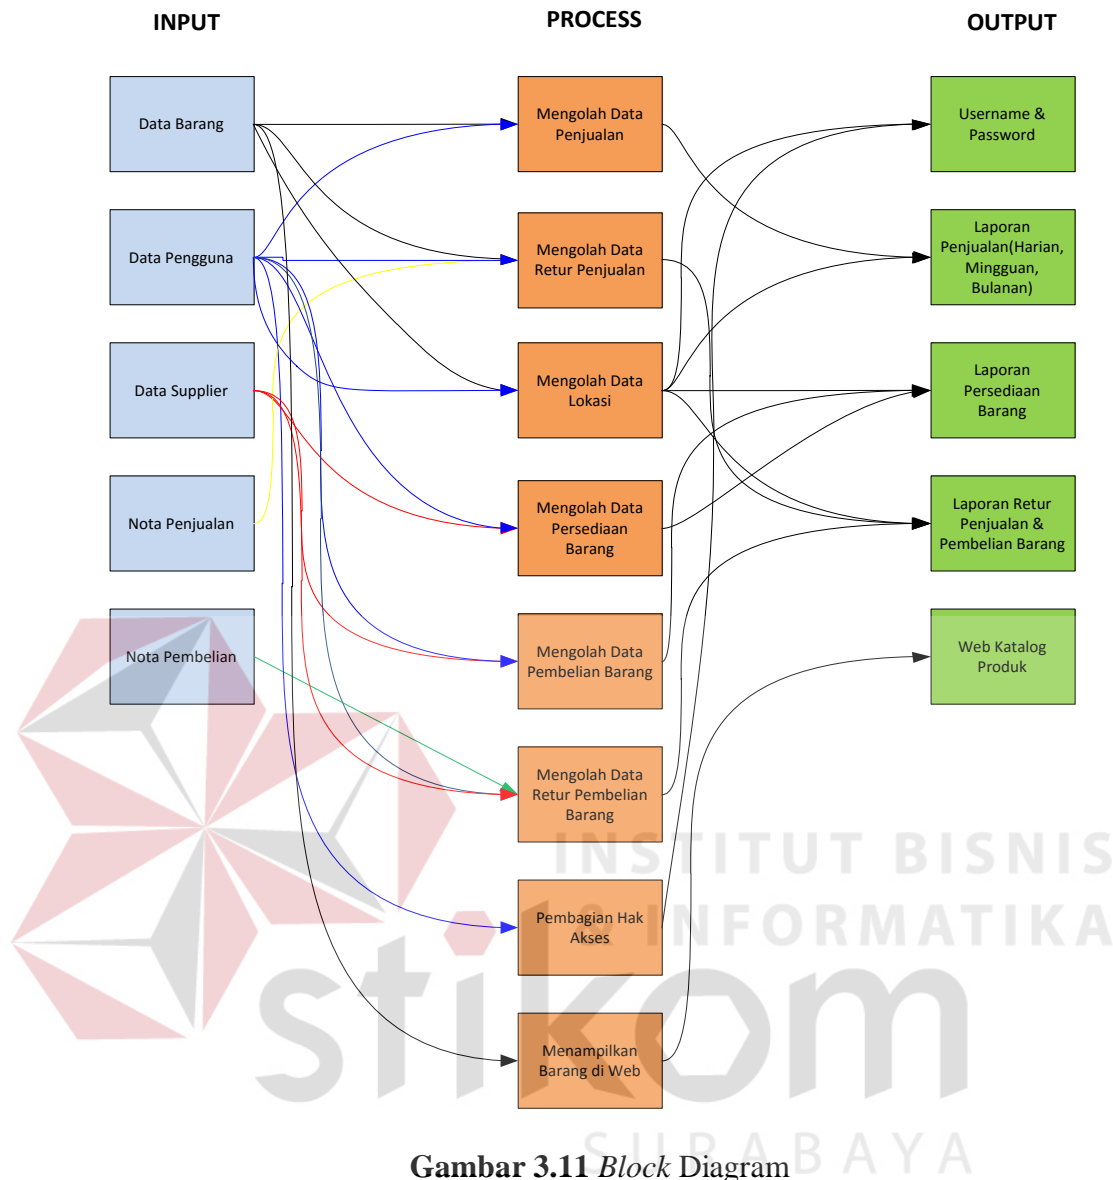 INPUT
PROCESS
OUTPUT
Data Barang
Data Pengguna
Data Supplier
Nota Penjualan
Nota Pembelian
Mengolah Data
Penjualan
Mengolah Data
Retur Penjualan
Mengolah Data
Lokasi
Mengolah Data
Persediaan
Barang
Mengolah Data
Pembelian Barang
Mengolah Data
Retur Pembelian
Barang
Pembagian Hak
Akses
Menampilkan
Barang di Web
Username &
Password
Laporan
Penjualan(Harian,
Mingguan,
Bulanan)
Laporan
Persediaan
Barang
Laporan Retur
Penjualan &
Pembelian Barang
Web Katalog
Produk
INSTITUT BISNIS
& INFORMATIKA
stikom
SURABAYA
Gambar 3.11 Block Diagram